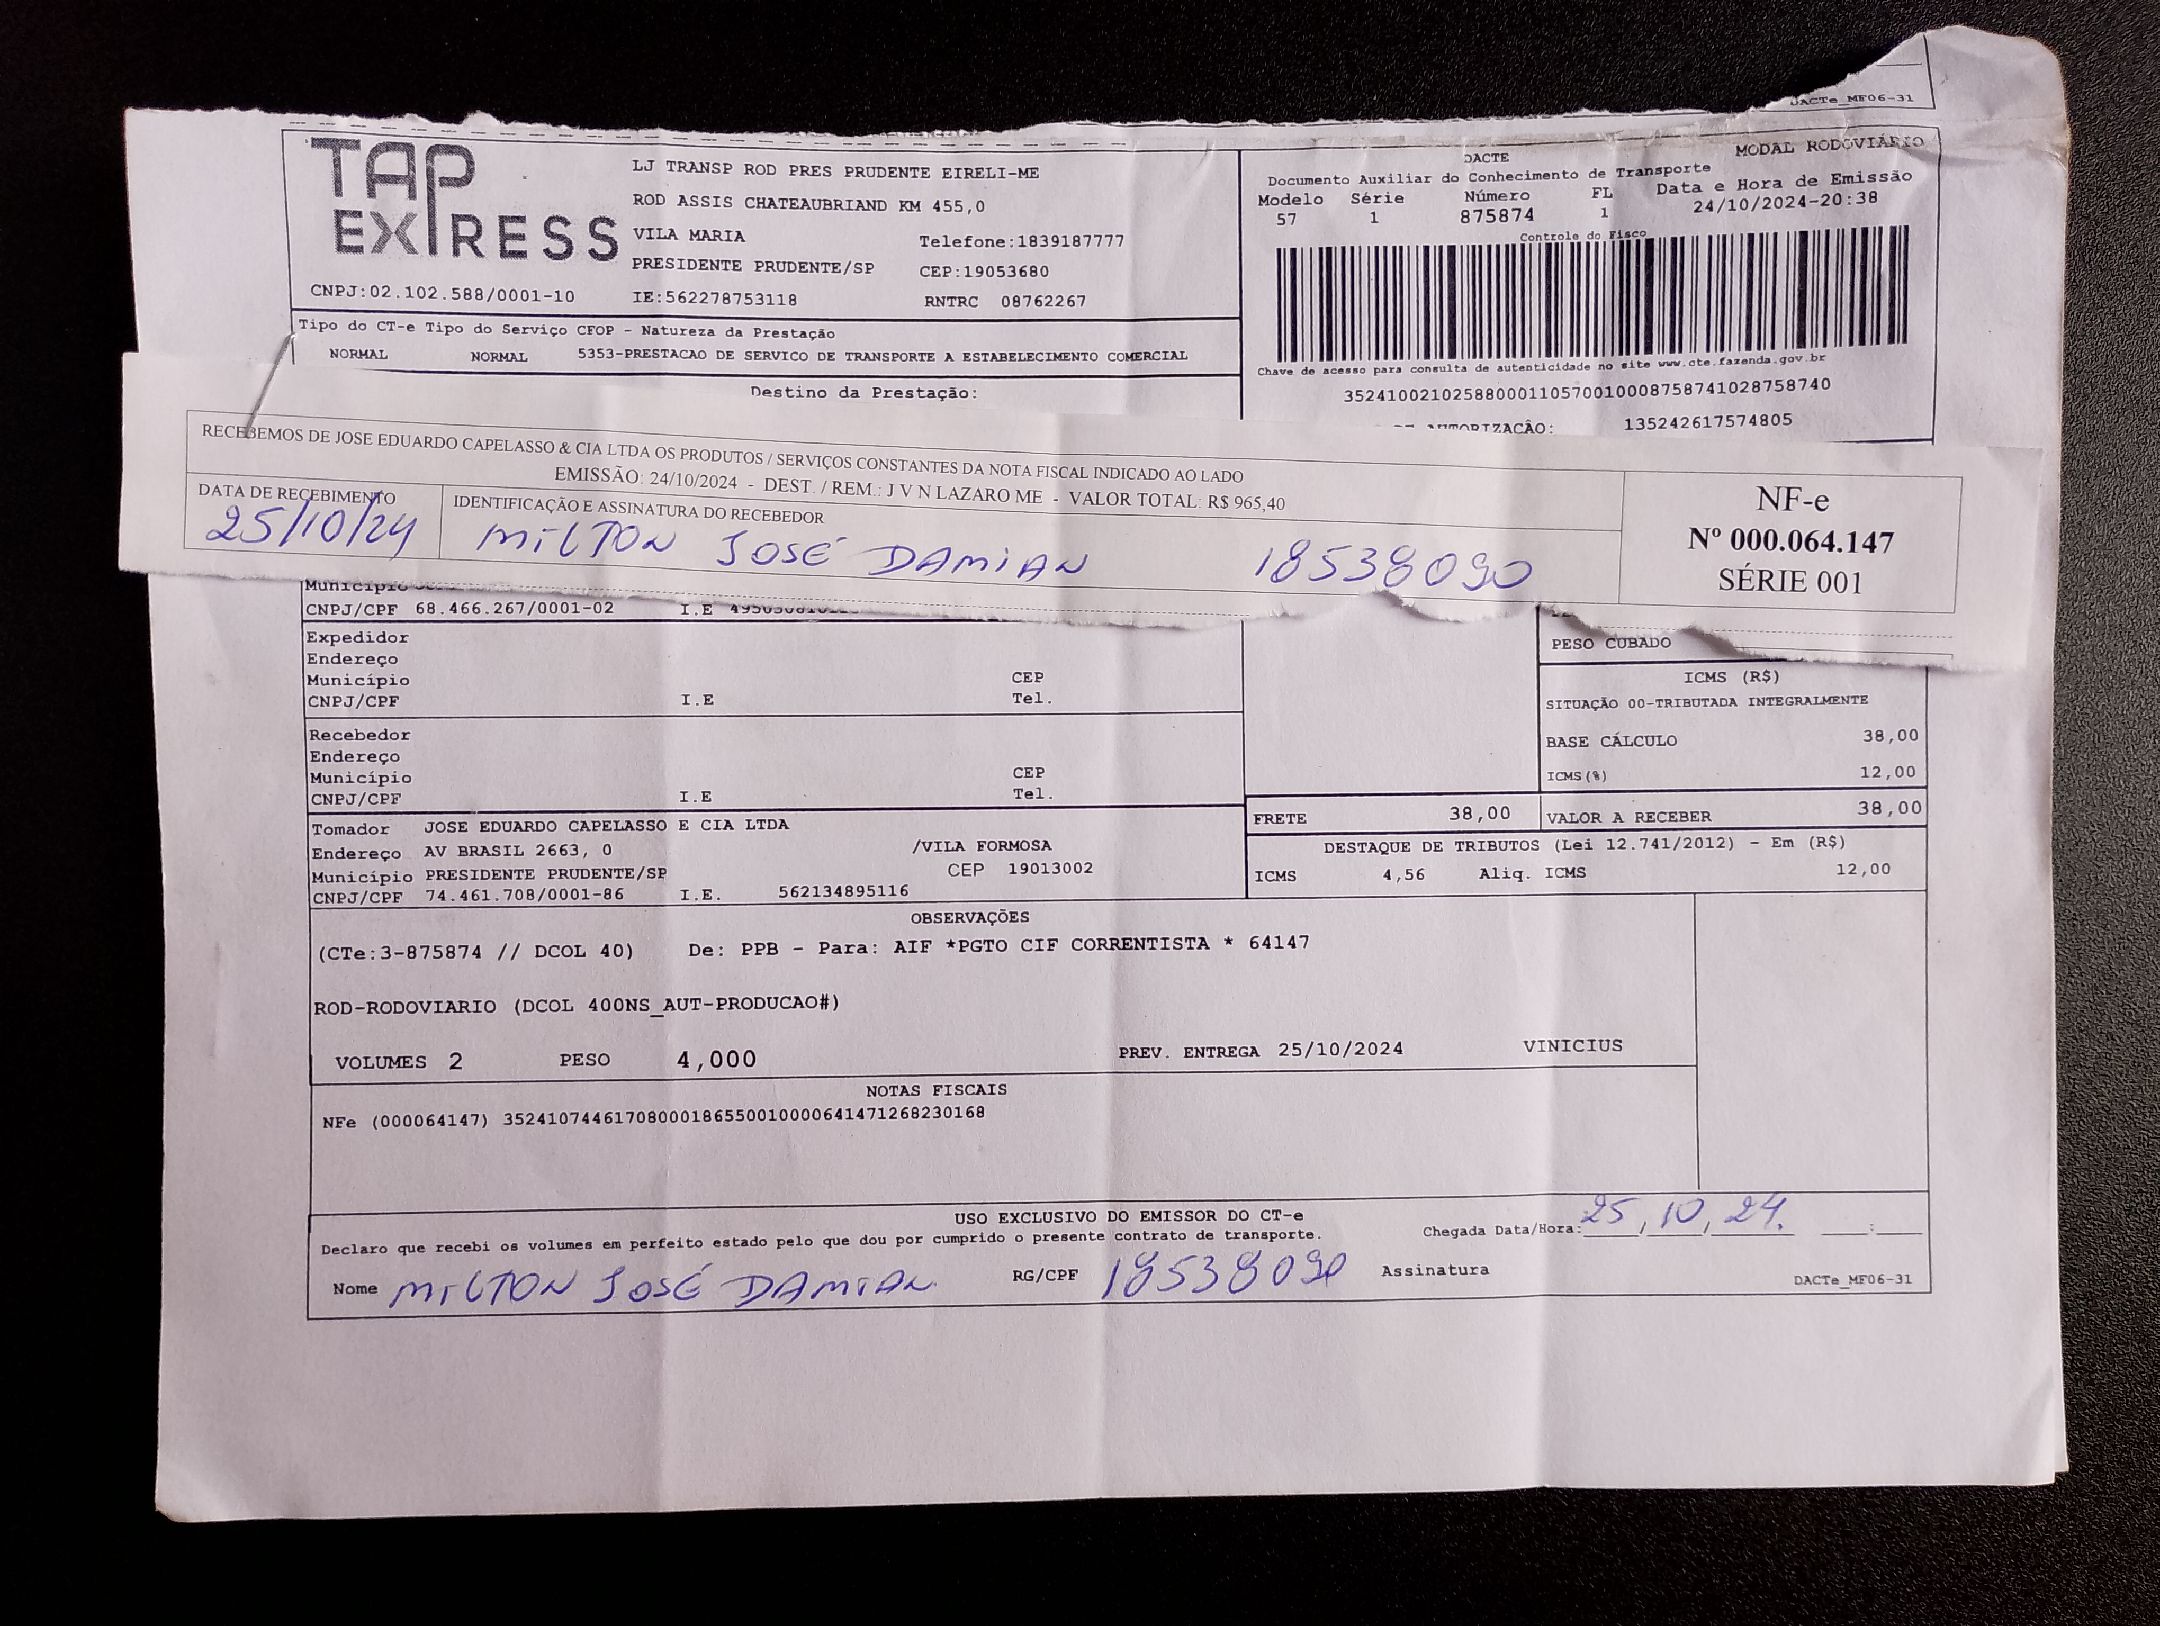 DACTe_MF06-31
TAP EXPRESS
LJ TRANSP ROD PRES PRUDENTE EIRELI-ME
ROD ASSIS CHATEAUBRIAND KM 455,0
VILA MARIA Telefone:1839187777
PRESIDENTE PRUDENTE/SP CEP:19053680
CNPJ:02.102.588/0001-10 IE:562278753118 RNTRC 08762267
DACTE MODAL RODOVIÁRIO
Documento Auxiliar do Conhecimento de Transporte
Modelo Série Número FL Data e Hora de Emissão
57 1 875874 1 24/10/2024-20:38
Controle do Fisco
Chave de acesso para consulta de autenticidade no site www.cte.fazenda.gov.br
35241002102588000110570010008758741028758740
AUTORIZAÇÃO: 135242617574805
Tipo do CT-e Tipo do Serviço CFOP - Natureza da Prestação
NORMAL NORMAL 5353-PRESTACAO DE SERVICO DE TRANSPORTE A ESTABELECIMENTO COMERCIAL
Destino da Prestação:
RECEBEMOS DE JOSE EDUARDO CAPELASSO & CIA LTDA OS PRODUTOS / SERVIÇOS CONSTANTES DA NOTA FISCAL INDICADO AO LADO
EMISSÃO: 24/10/2024 - DEST. / REM.: J V N LAZARO ME - VALOR TOTAL: R$ 965,40
DATA DE RECEBIMENTO IDENTIFICAÇÃO E ASSINATURA DO RECEBEDOR
25/10/24 MILTON JOSÉ DAMIAN 18538090
NF-e
Nº 000.064.147
SÉRIE 001
Município
CNPJ/CPF 68.466.267/0001-02 I.E
Expedidor
Endereço
Município CEP
CNPJ/CPF I.E Tel.
Recebedor
Endereço
Município CEP
CNPJ/CPF I.E Tel.
PESO CUBADO
ICMS (R$)
SITUAÇÃO 00-TRIBUTADA INTEGRALMENTE
BASE CÁLCULO 38,00
ICMS(%) 12,00
FRETE 38,00 VALOR A RECEBER 38,00
DESTAQUE DE TRIBUTOS (Lei 12.741/2012) - Em (R$)
ICMS 4,56 Aliq. ICMS 12,00
Tomador JOSE EDUARDO CAPELASSO E CIA LTDA
Endereço AV BRASIL 2663, 0 /VILA FORMOSA
Município PRESIDENTE PRUDENTE/SP CEP 19013002
CNPJ/CPF 74.461.708/0001-86 I.E. 562134895116
OBSERVAÇÕES
(CTe:3-875874 // DCOL 40) De: PPB - Para: AIF *PGTO CIF CORRENTISTA * 64147
ROD-RODOVIARIO (DCOL 400NS_AUT-PRODUCAO#)
VOLUMES 2 PESO 4,000 PREV. ENTREGA 25/10/2024 VINICIUS
NOTAS FISCAIS
NFe (000064147) 35241074461708000186550010000641471268230168
USO EXCLUSIVO DO EMISSOR DO CT-e
Declaro que recebi os volumes em perfeito estado pelo que dou por cumprido o presente contrato de transporte. Chegada Data/Hora: 25, 10, 24. :
Nome MILTON JOSÉ DAMIAN RG/CPF 18538090 Assinatura DACTe_MF06-31